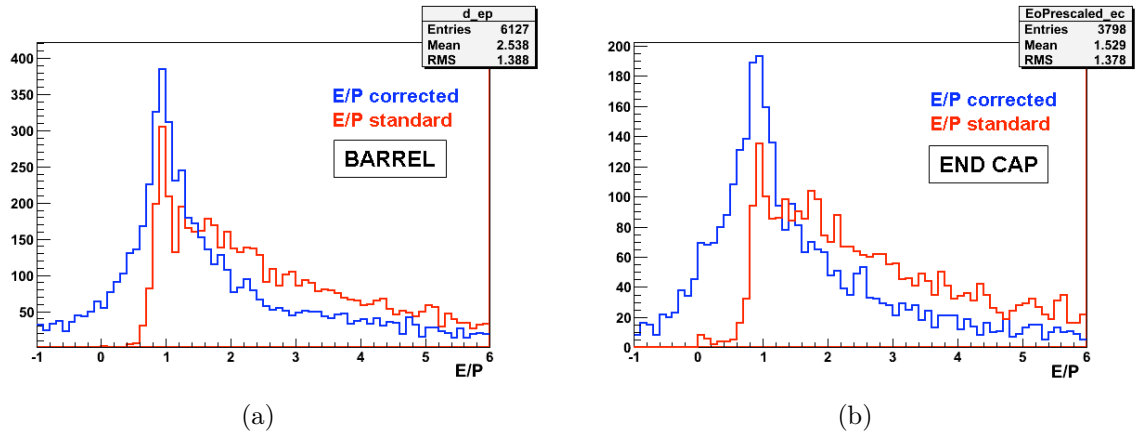 d_ep
Entries 6127
Mean 2.538
RMS 1.388
400
350
300
250
200
150
100
50
E/P corrected
E/P standard
BARREL
-1 0 1 2 3 4 5 6
E/P
(a)
EoPrescaled_ec
Entries 3798
Mean 1.529
RMS 1.378
200
180
160
140
120
100
80
60
40
20
0
E/P corrected
E/P standard
END CAP
-1 0 1 2 3 4 5 6
E/P
(b)